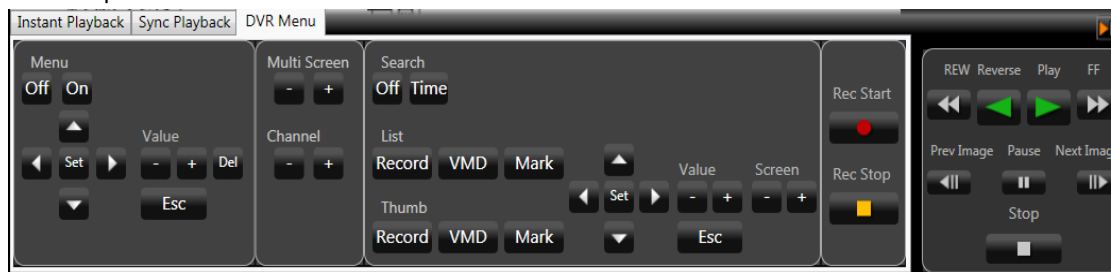 Instant Playback Sync Playback DVR Menu
Menu
Off On
Set
Value
- + Del
Esc
Multi Screen
- +
Channel
- +
Search
Off Time
List
Record VMD Mark
Thumb
Record VMD Mark
Set
Value
- +
Esc
Screen
- +
Rec Start
Rec Stop
REW Reverse Play FF
Prev Image Pause Next Imag
Stop